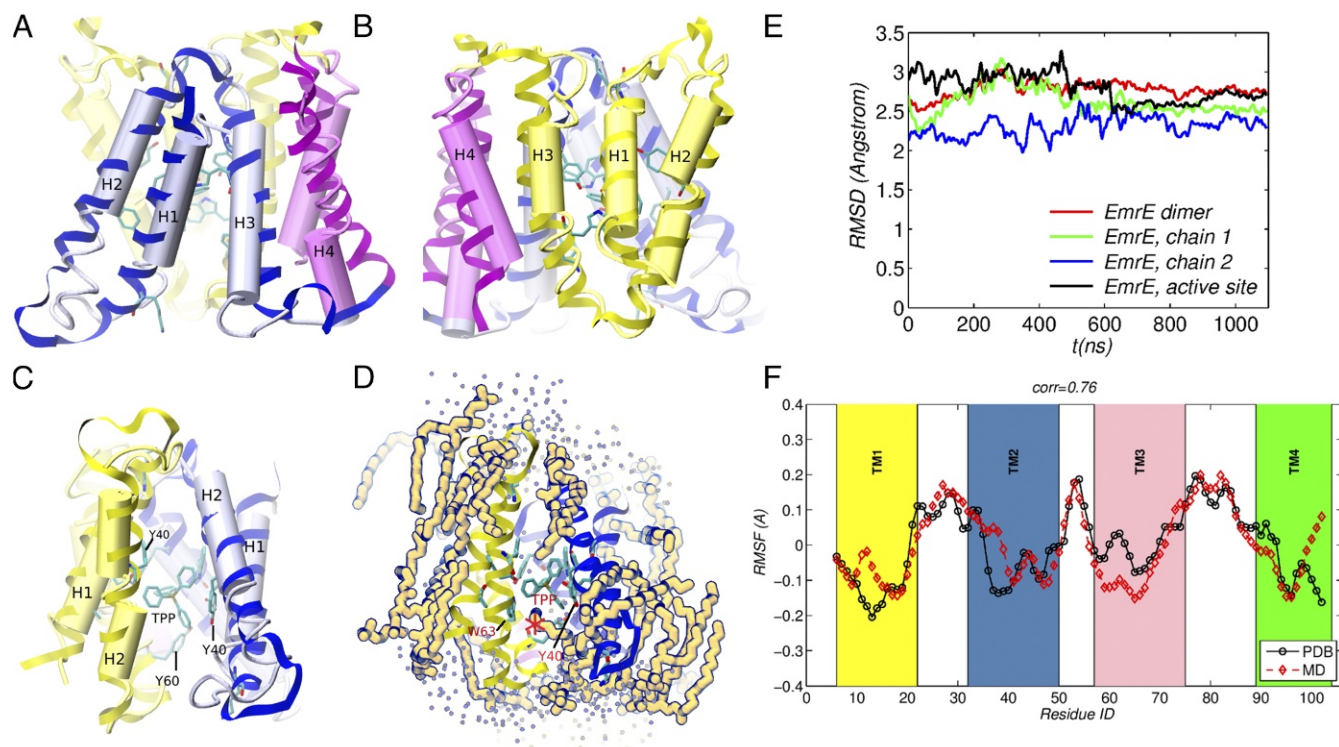 A
H2
H1
H3
H4
B
H4
H3
H1
H2
E
3.5
3
2.5
2
1.5
1
0.5
0
RMSD (Angstrom)
EmrE dimer
EmrE, chain 1
EmrE, chain 2
EmrE, active site
0 200 400 600 800 1000
t(ns)
C
Y40
H1
TPP
H2
Y60
H2
H1
Y40
D
TPP
W63
*
Y40
F
corr=0.76
0.4
0.3
0.2
0.1
0
−0.1
−0.2
−0.3
−0.4
RMSF (A)
TM1
TM2
TM3
TM4
PDB
MD
10 20 30 40 50 60 70 80 90 100
Residue ID